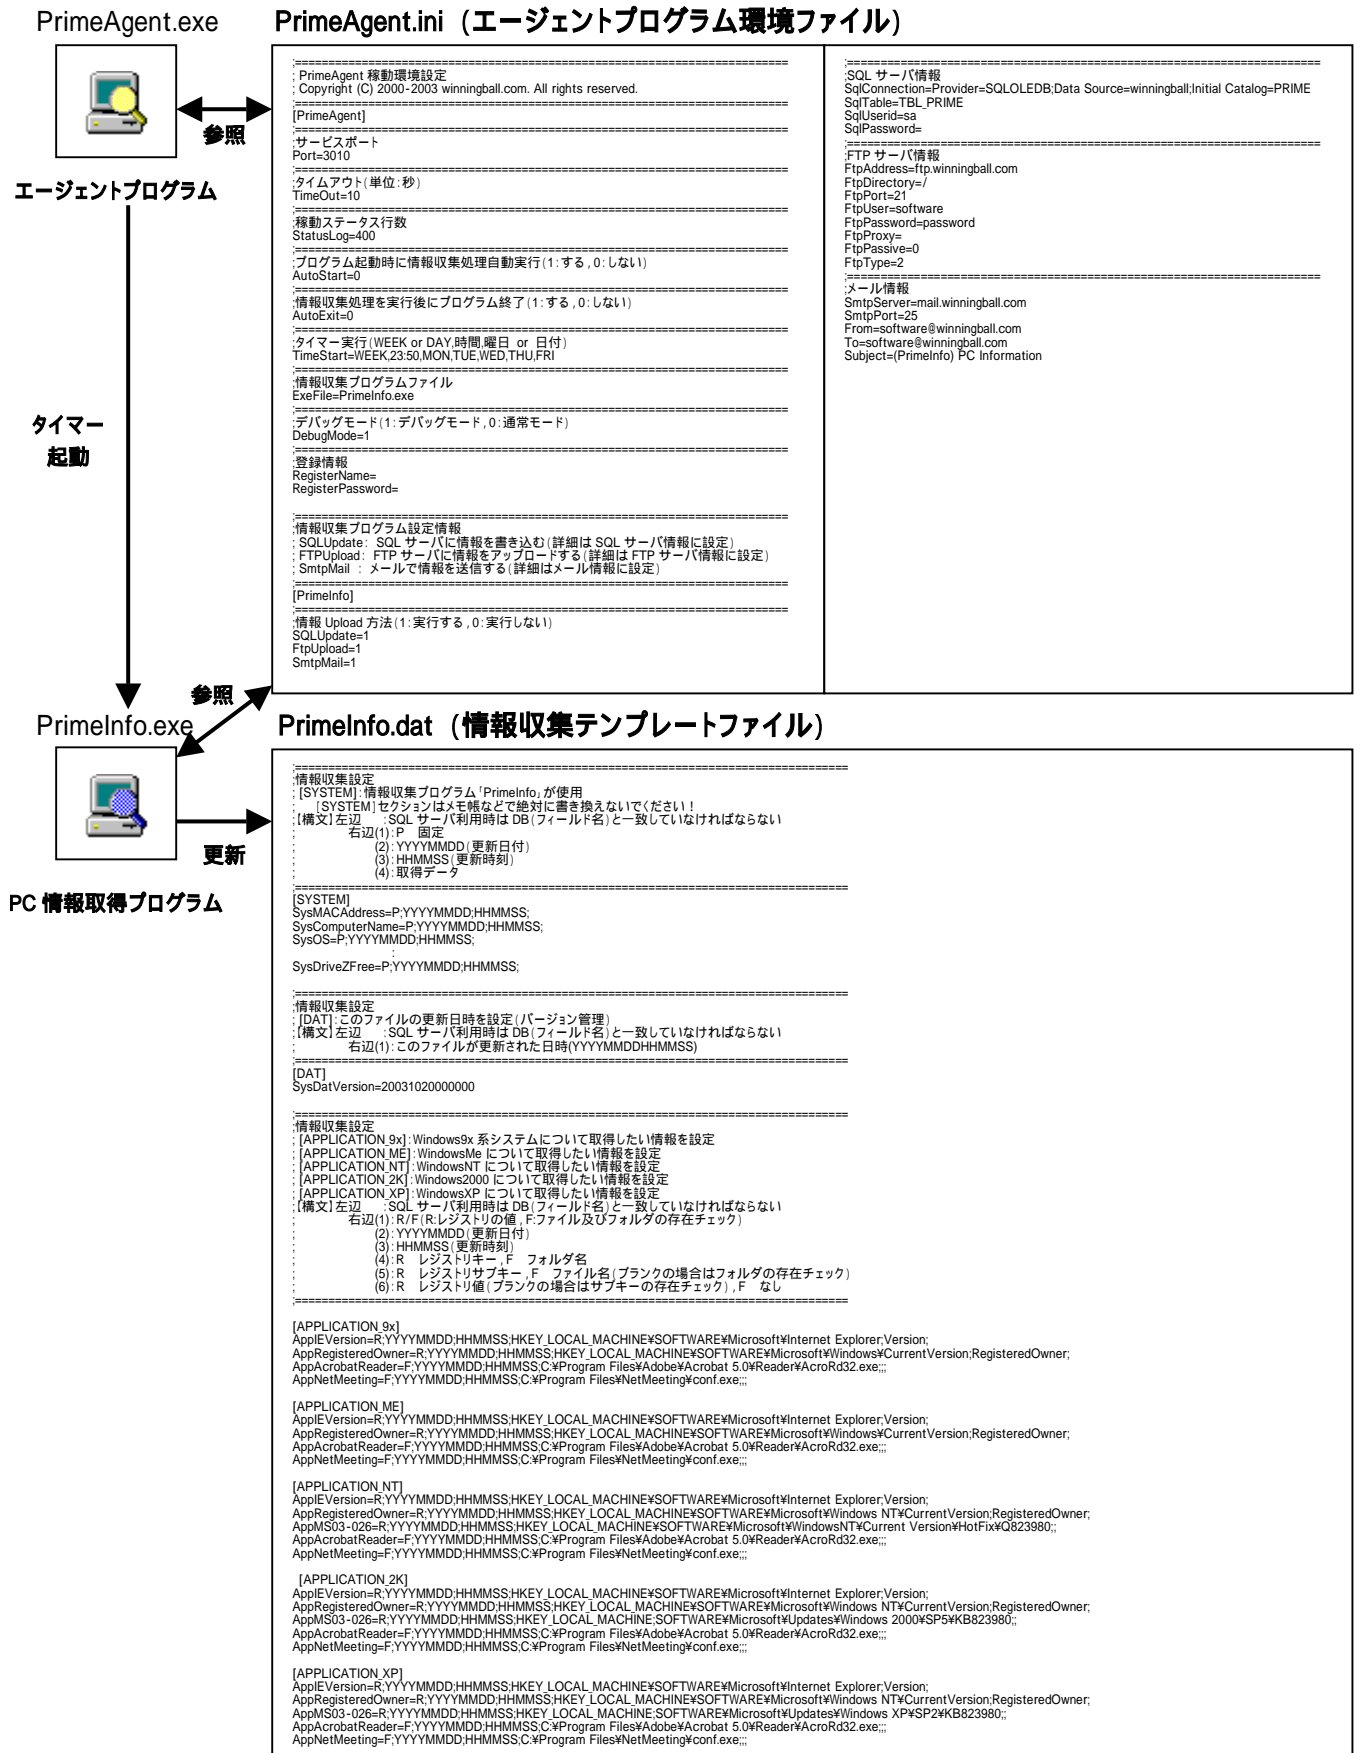 PrimeAgent.exe
PrimeAgent.ini (エージェントプログラム環境ファイル)
参照
エージェントプログラム
タイマー
起動
;==========================================================================
; PrimeAgent 稼動環境設定
; Copyright (C) 2000-2003 winningball.com. All rights reserved.
;==========================================================================
[PrimeAgent]
;==========================================================================
;サービスポート
Port=3010
;==========================================================================
;タイムアウト(単位:秒)
TimeOut=10
;==========================================================================
;稼動ステータス行数
StatusLog=400
;==========================================================================
;プログラム起動時に情報収集処理自動実行(1:する,0:しない)
AutoStart=0
;==========================================================================
;情報収集処理を実行後にプログラム終了(1:する,0:しない)
AutoExit=0
;==========================================================================
;タイマー実行(WEEK or DAY,時間,曜日 or 日付)
TimeStart=WEEK,23:50,MON,TUE,WED,THU,FRI
;==========================================================================
;情報収集プログラムファイル
ExeFile=PrimeInfo.exe
;==========================================================================
;デバッグモード(1:デバッグモード,0:通常モード)
DebugMode=1
;==========================================================================
;登録情報
RegisterName=
RegisterPassword=
;==========================================================================
;情報収集プログラム設定情報
; SQLUpdate: SQL サーバに情報を書き込む(詳細は SQL サーバ情報に設定)
; FTPUpload: FTP サーバに情報をアップロードする(詳細は FTP サーバ情報に設定)
; SmtpMail : メールで情報を送信する(詳細はメール情報に設定)
;==========================================================================
[PrimeInfo]
;==========================================================================
;情報 Upload 方法(1:実行する,0:実行しない)
SQLUpdate=1
FtpUpload=1
SmtpMail=1
;==========================================================================
;SQL サーバ情報
SqlConnection=Provider=SQLOLEDB;Data Source=winningball;Initial Catalog=PRIME
SqlTable=TBL_PRIME
SqlUserid=sa
SqlPassword=
;==========================================================================
;FTP サーバ情報
FtpAddress=ftp.winningball.com
FtpDirectory=/
FtpPort=21
FtpUser=software
FtpPassword=password
FtpProxy=
FtpPassive=0
FtpType=2
;==========================================================================
;メール情報
SmtpServer=mail.winningball.com
SmtpPort=25
From=software@winningball.com
To=software@winningball.com
Subject=(PrimeInfo) PC Information
参照
PrimeInfo.exe
PrimeInfo.dat (情報収集テンプレートファイル)
更新
PC 情報取得プログラム
;==========================================================================
;情報収集設定
; [SYSTEM]:情報収集プログラム「PrimeInfo」が使用
; [SYSTEM]セクションはメモ帳などで絶対に書き換えないでください!
;【構文】左辺 :SQL サーバ利用時は DB(フィールド名)と一致していなければならない
; 右辺(1):P 固定
; (2):YYYYMMDD(更新日付)
; (3):HHMMSS(更新時刻)
; (4):取得データ
;==========================================================================
[SYSTEM]
SysMACAddress=P;YYYYMMDD;HHMMSS;
SysComputerName=P;YYYYMMDD;HHMMSS;
SysOS=P;YYYYMMDD;HHMMSS;
:
SysDriveZFree=P;YYYYMMDD;HHMMSS;
;==========================================================================
;情報収集設定
; [DAT]:このファイルの更新日時を設定(バージョン管理)
;【構文】左辺 :SQL サーバ利用時は DB(フィールド名)と一致していなければならない
; 右辺(1):このファイルが更新された日時(YYYYMMDDHHMMSS)
;==========================================================================
[DAT]
SysDatVersion=20031020000000
;==========================================================================
;情報収集設定
; [APPLICATION_9x]:Windows9x 系システムについて取得したい情報を設定
; [APPLICATION_ME]:WindowsMe について取得したい情報を設定
; [APPLICATION_NT]:WindowsNT について取得したい情報を設定
; [APPLICATION_2K]:Windows2000 について取得したい情報を設定
; [APPLICATION_XP]:WindowsXP について取得したい情報を設定
;【構文】左辺 :SQL サーバ利用時は DB(フィールド名)と一致していなければならない
; 右辺(1):R/F(R:レジストリの値,F:ファイル及びフォルダの存在チェック)
; (2):YYYYMMDD(更新日付)
; (3):HHMMSS(更新時刻)
; (4):R レジストリキー,F フォルダ名
; (5):R レジストリサブキー,F ファイル名(ブランクの場合はフォルダの存在チェック)
; (6):R レジストリ値(ブランクの場合はサブキーの存在チェック),F なし
;==========================================================================
[APPLICATION_9x]
AppIEVersion=R;YYYYMMDD;HHMMSS;HKEY_LOCAL_MACHINE¥SOFTWARE¥Microsoft¥Internet Explorer;Version;
AppRegisteredOwner=R;YYYYMMDD;HHMMSS;HKEY_LOCAL_MACHINE¥SOFTWARE¥Microsoft¥Windows¥CurrentVersion;RegisteredOwner;
AppAcrobatReader=F;YYYYMMDD;HHMMSS;C:¥Program Files¥Adobe¥Acrobat 5.0¥Reader¥AcroRd32.exe;;;
AppNetMeeting=F;YYYYMMDD;HHMMSS;C:¥Program Files¥NetMeeting¥conf.exe;;;
[APPLICATION_ME]
AppIEVersion=R;YYYYMMDD;HHMMSS;HKEY_LOCAL_MACHINE¥SOFTWARE¥Microsoft¥Internet Explorer;Version;
AppRegisteredOwner=R;YYYYMMDD;HHMMSS;HKEY_LOCAL_MACHINE¥SOFTWARE¥Microsoft¥Windows¥CurrentVersion;RegisteredOwner;
AppAcrobatReader=F;YYYYMMDD;HHMMSS;C:¥Program Files¥Adobe¥Acrobat 5.0¥Reader¥AcroRd32.exe;;;
AppNetMeeting=F;YYYYMMDD;HHMMSS;C:¥Program Files¥NetMeeting¥conf.exe;;;
[APPLICATION_NT]
AppIEVersion=R;YYYYMMDD;HHMMSS;HKEY_LOCAL_MACHINE¥SOFTWARE¥Microsoft¥Internet Explorer;Version;
AppRegisteredOwner=R;YYYYMMDD;HHMMSS;HKEY_LOCAL_MACHINE¥SOFTWARE¥Microsoft¥Windows NT¥CurrentVersion;RegisteredOwner;
AppMS03-026=R;YYYYMMDD;HHMMSS;HKEY_LOCAL_MACHINE¥SOFTWARE¥Microsoft¥WindowsNT¥Current Version¥HotFix¥Q823980;;
AppAcrobatReader=F;YYYYMMDD;HHMMSS;C:¥Program Files¥Adobe¥Acrobat 5.0¥Reader¥AcroRd32.exe;;;
AppNetMeeting=F;YYYYMMDD;HHMMSS;C:¥Program Files¥NetMeeting¥conf.exe;;;
[APPLICATION_2K]
AppIEVersion=R;YYYYMMDD;HHMMSS;HKEY_LOCAL_MACHINE¥SOFTWARE¥Microsoft¥Internet Explorer;Version;
AppRegisteredOwner=R;YYYYMMDD;HHMMSS;HKEY_LOCAL_MACHINE¥SOFTWARE¥Microsoft¥Windows NT¥CurrentVersion;RegisteredOwner;
AppMS03-026=R;YYYYMMDD;HHMMSS;HKEY_LOCAL_MACHINE;SOFTWARE¥Microsoft¥Updates¥Windows 2000¥SP5¥KB823980;;
AppAcrobatReader=F;YYYYMMDD;HHMMSS;C:¥Program Files¥Adobe¥Acrobat 5.0¥Reader¥AcroRd32.exe;;;
AppNetMeeting=F;YYYYMMDD;HHMMSS;C:¥Program Files¥NetMeeting¥conf.exe;;;
[APPLICATION_XP]
AppIEVersion=R;YYYYMMDD;HHMMSS;HKEY_LOCAL_MACHINE¥SOFTWARE¥Microsoft¥Internet Explorer;Version;
AppRegisteredOwner=R;YYYYMMDD;HHMMSS;HKEY_LOCAL_MACHINE¥SOFTWARE¥Microsoft¥Windows NT¥CurrentVersion;RegisteredOwner;
AppMS03-026=R;YYYYMMDD;HHMMSS;HKEY_LOCAL_MACHINE;SOFTWARE¥Microsoft¥Updates¥Windows XP¥SP2¥KB823980;;
AppAcrobatReader=F;YYYYMMDD;HHMMSS;C:¥Program Files¥Adobe¥Acrobat 5.0¥Reader¥AcroRd32.exe;;;
AppNetMeeting=F;YYYYMMDD;HHMMSS;C:¥Program Files¥NetMeeting¥conf.exe;;;